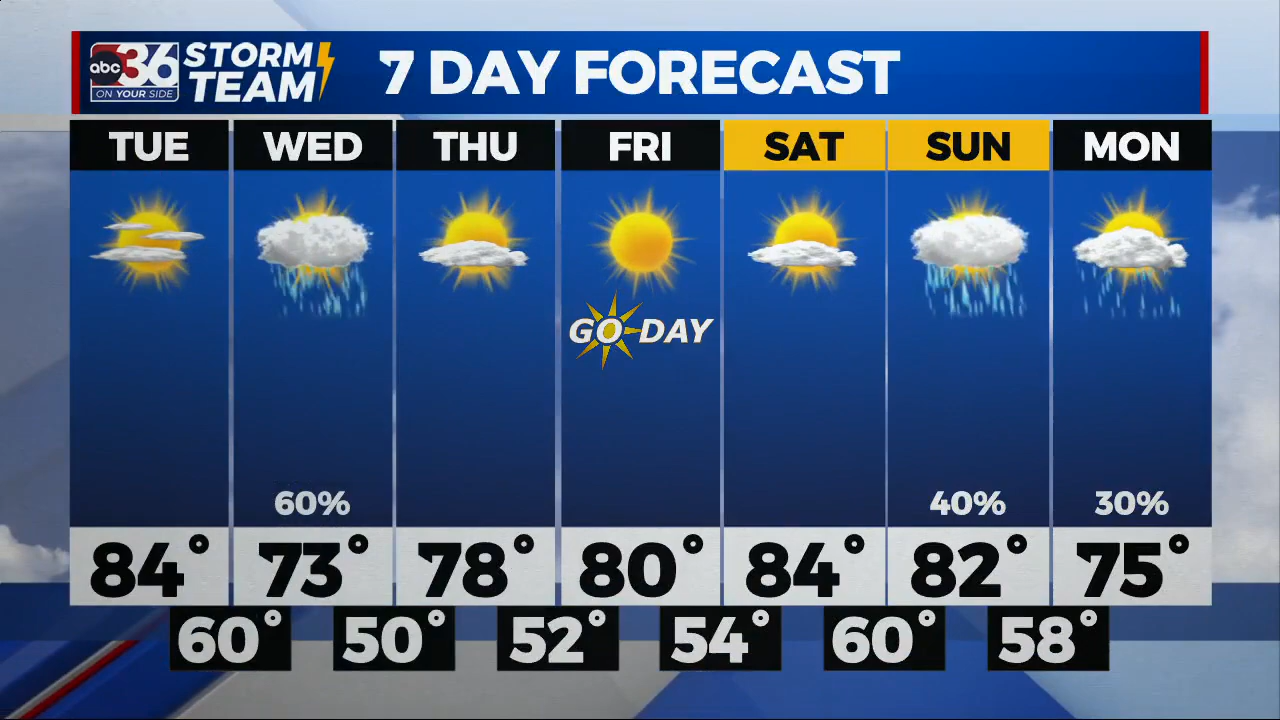 abc 36
ON YOUR SIDE
STORM
TEAM
7 DAY FORECAST
TUE WED THU FRI SAT SUN MON
GO-DAY
60% 40% 30%
84° 73° 78° 80° 84° 82° 75°
60° 50° 52° 54° 60° 58°